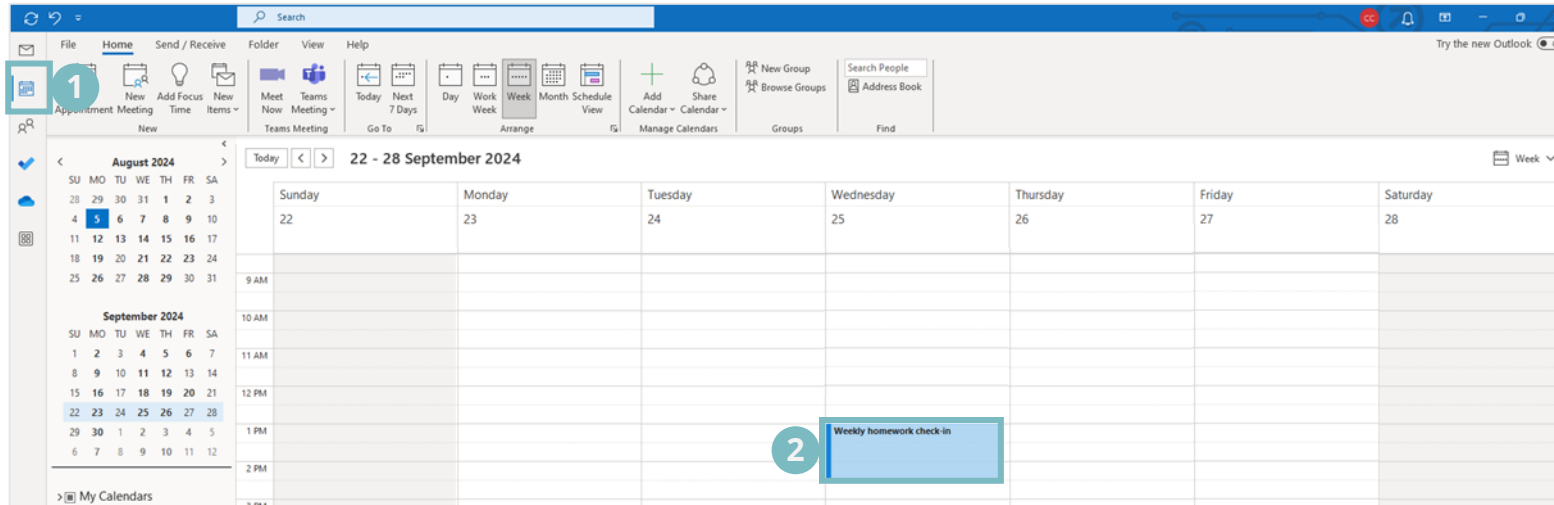 Search
CC
File Home Send / Receive Folder View Help
Try the new Outlook
1
Appointment
New Meeting
Add Focus Time
New Items
New
Meet Now
Teams Meeting
Teams Meeting
Today
Next 7 Days
Go To
Day
Work Week
Week
Month
Schedule View
Arrange
Add Calendar
Share Calendar
Manage Calendars
New Group
Browse Groups
Groups
Search People
Address Book
Find
August 2024
SU MO TU WE TH FR SA
28 29 30 31 1 2 3
4 5 6 7 8 9 10
11 12 13 14 15 16 17
18 19 20 21 22 23 24
25 26 27 28 29 30 31
September 2024
SU MO TU WE TH FR SA
1 2 3 4 5 6 7
8 9 10 11 12 13 14
15 16 17 18 19 20 21
22 23 24 25 26 27 28
29 30 1 2 3 4 5
6 7 8 9 10 11 12
My Calendars
Today
22 - 28 September 2024
Week
Sunday Monday Tuesday Wednesday Thursday Friday Saturday
22 23 24 25 26 27 28
9 AM
10 AM
11 AM
12 PM
1 PM
Weekly homework check-in
2
2 PM